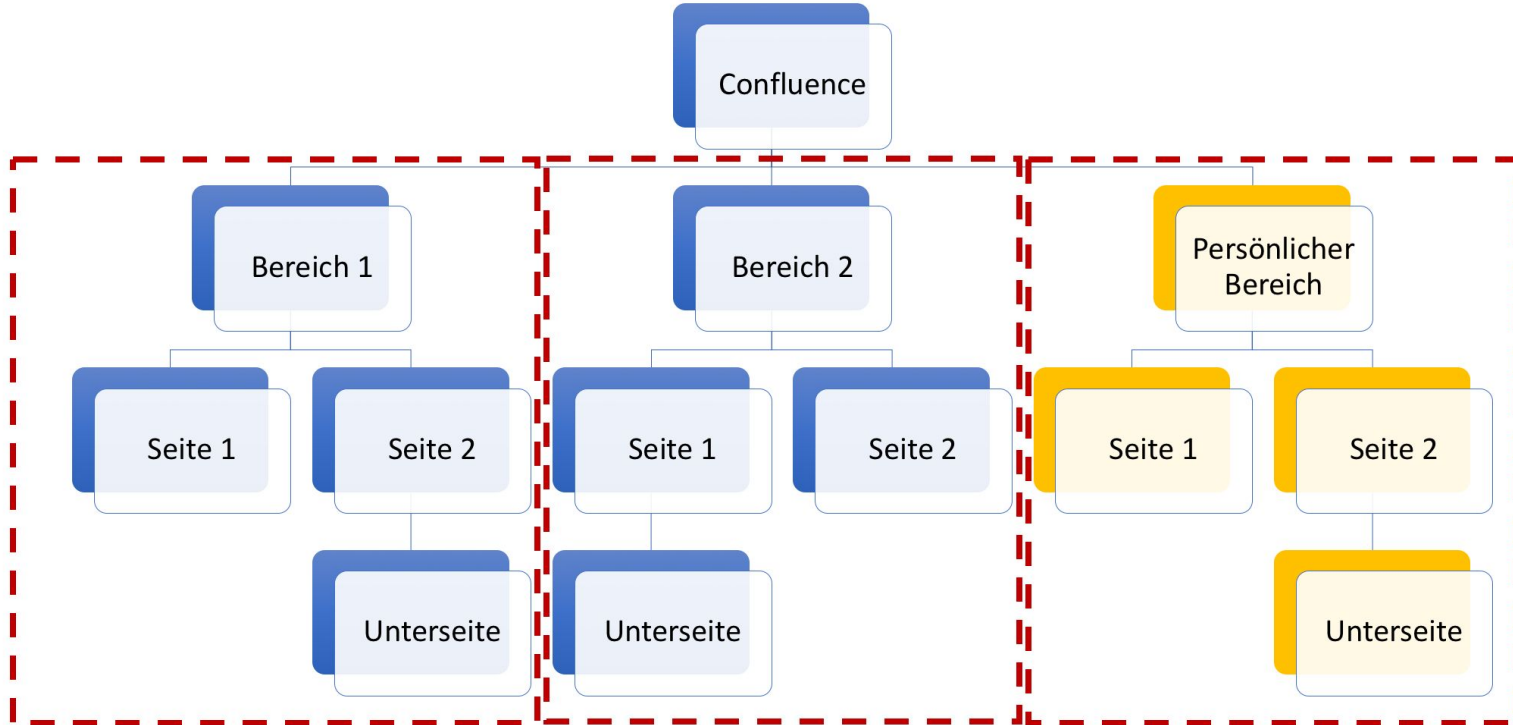 Confluence
Bereich 1
Bereich 2
Persönlicher
Bereich
Seite 1
Seite 2
Seite 1
Seite 2
Seite 1
Seite 2
Unterseite
Unterseite
Unterseite